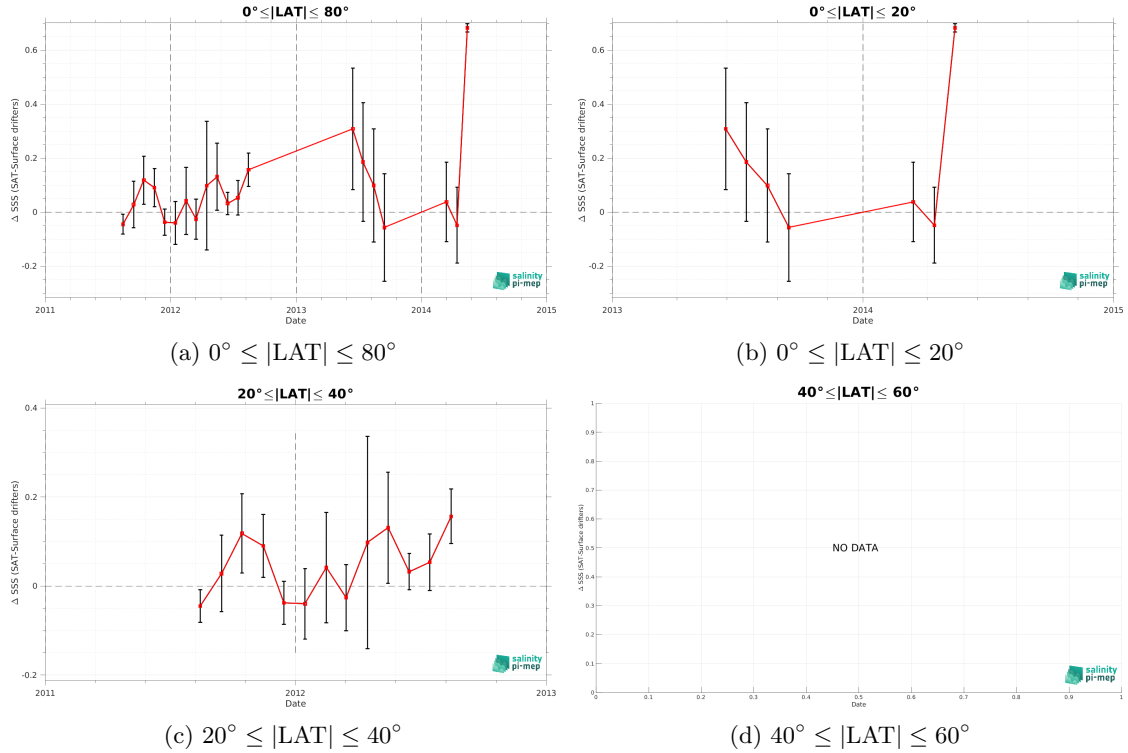 0°≤|LAT|≤ 80°
Δ SSS (SAT-Surface drifters)
0.6
0.4
0.2
0
-0.2
2011
2012
2013
2014
2015
Date
salinity
pi-mep
(a) 0° ≤ |LAT| ≤ 80°
0°≤|LAT|≤ 20°
Δ SSS (SAT-Surface drifters)
0.6
0.4
0.2
0
-0.2
2013
2014
2015
Date
salinity
pi-mep
(b) 0° ≤ |LAT| ≤ 20°
20°≤|LAT|≤ 40°
Δ SSS (SAT-Surface drifters)
0.4
0.2
0
-0.2
2011
2012
2013
Date
salinity
pi-mep
(c) 20° ≤ |LAT| ≤ 40°
40°≤|LAT|≤ 60°
Δ SSS (SAT-Surface drifters)
1
0.9
0.8
0.7
0.6
0.5
0.4
0.3
0.2
0.1
0
NO DATA
0
0.1
0.2
0.3
0.4
0.5
0.6
0.7
0.8
0.9
1
Date
salinity
pi-mep
(d) 40° ≤ |LAT| ≤ 60°